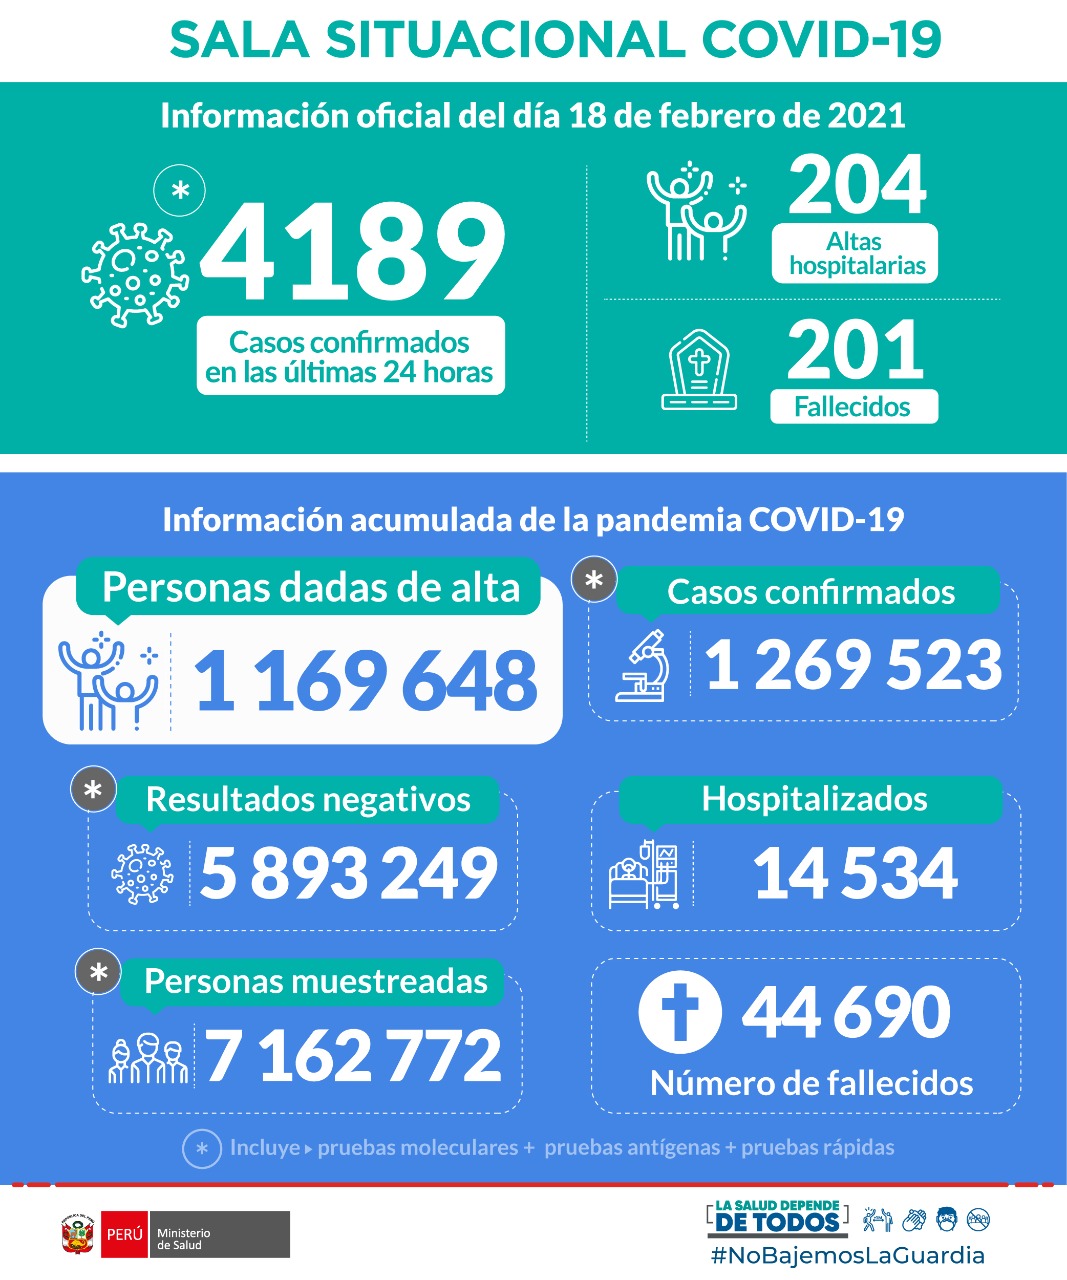 SALA SITUACIONAL COVID-19
Información oficial del día 18 de febrero de 2021
*
4189
Casos confirmados
en las últimas 24 horas
204
Altas
hospitalarias
201
Fallecidos
Información acumulada de la pandemia COVID-19
Personas dadas de alta
1 169 648
*
Casos confirmados
1 269 523
*
Resultados negativos
5 893 249
Hospitalizados
14 534
*
Personas muestreadas
7 162 772
44 690
Número de fallecidos
* Incluye ▸ pruebas moleculares + pruebas antígenas + pruebas rápidas
PERÚ
Ministerio
de Salud
LA SALUD DEPENDE
DE TODOS
#NoBajemosLaGuardia